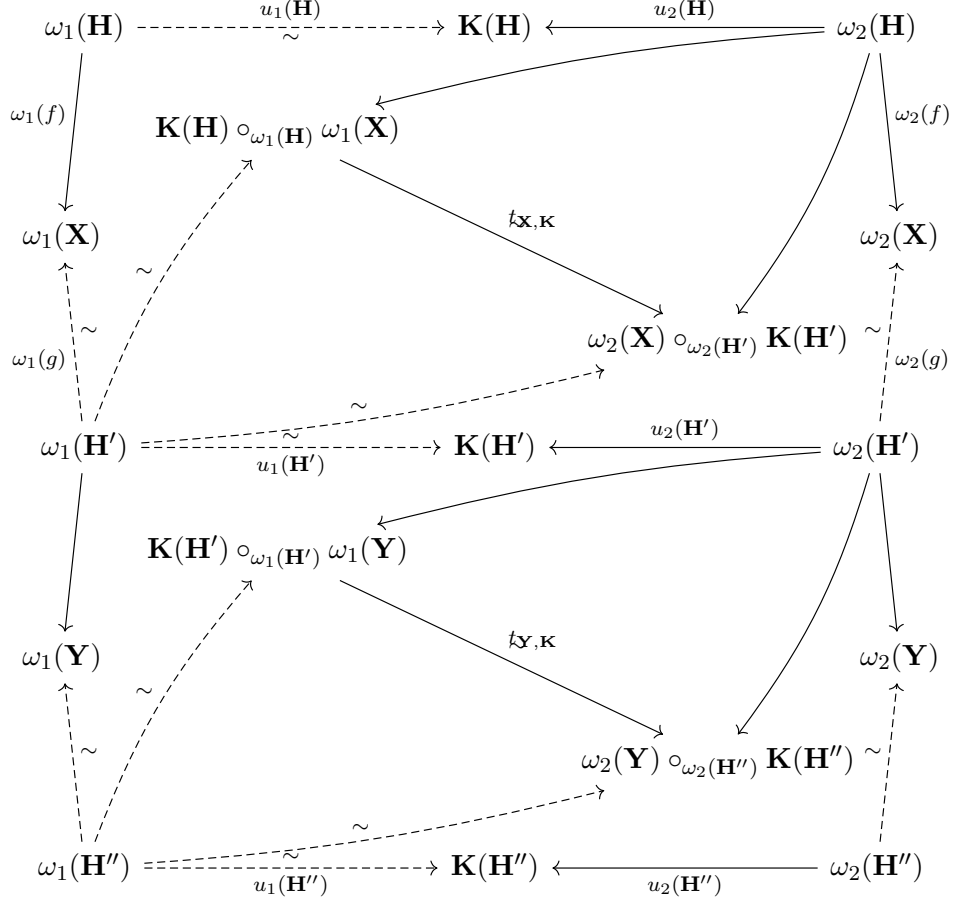 ω₁(𝐇) u₁(𝐇) ∼ 𝐊(𝐇) u₂(𝐇) ω₂(𝐇)
ω₁(f) 𝐊(𝐇) ∘_{ω₁(𝐇)} ω₁(𝐗) ω₂(f)
ω₁(𝐗) t_{𝐗,𝐊} ω₂(𝐗)
∼
ω₁(g) ∼ ω₂(𝐗) ∘_{ω₂(𝐇′)} 𝐊(𝐇′) ∼ ω₂(g)
∼
ω₁(𝐇′) ∼ u₁(𝐇′) 𝐊(𝐇′) u₂(𝐇′) ω₂(𝐇′)
𝐊(𝐇′) ∘_{ω₁(𝐇′)} ω₁(𝐘)
ω₁(𝐘) t_{𝐘,𝐊} ω₂(𝐘)
∼
∼ ω₂(𝐘) ∘_{ω₂(𝐇″)} 𝐊(𝐇″) ∼
∼
ω₁(𝐇″) ∼ u₁(𝐇″) 𝐊(𝐇″) u₂(𝐇″) ω₂(𝐇″)